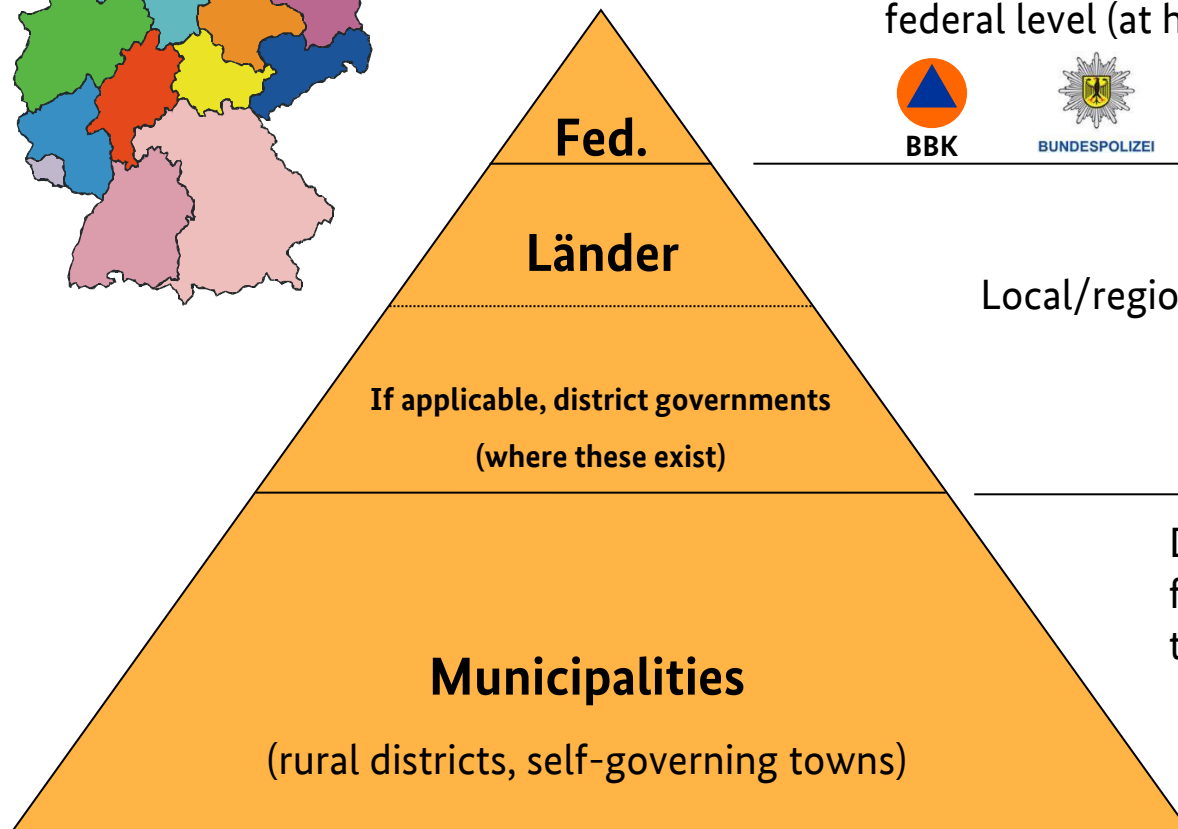 federal level (at h
BBK
BUNDESPOLIZEI
Fed.
Länder
Local/regio
If applicable, district governments
(where these exist)
Municipalities
(rural districts, self-governing towns)